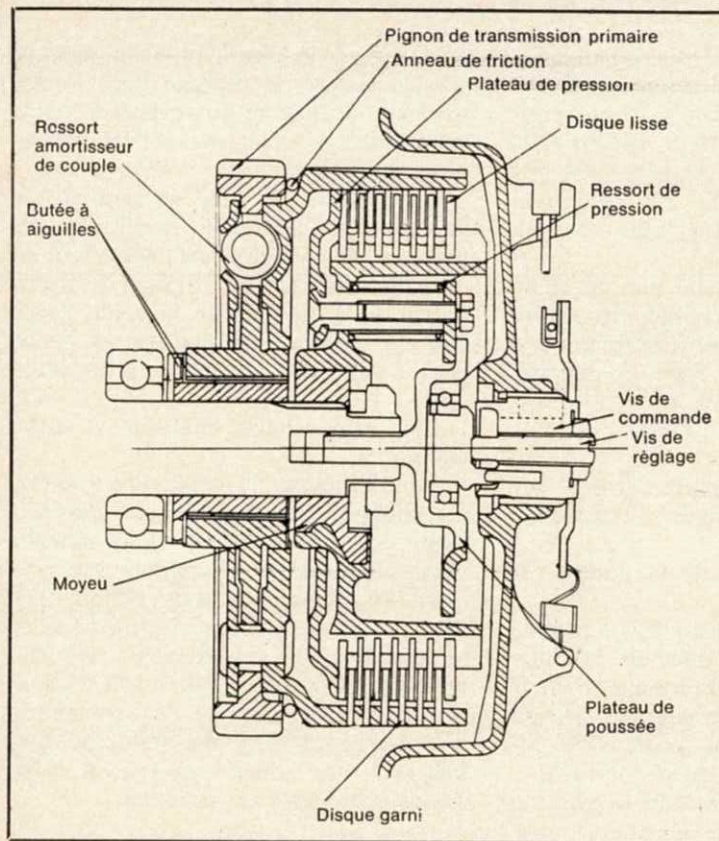 Pignon de transmission primaire
Anneau de friction
Plateau de pression
Disque lisse
Ressort
amortisseur
de couple
Ressort de
pression
Butée à
aiguilles
Vis de
commande
Vis de
règlage
Moyeu
Plateau de
poussée
Disque garni